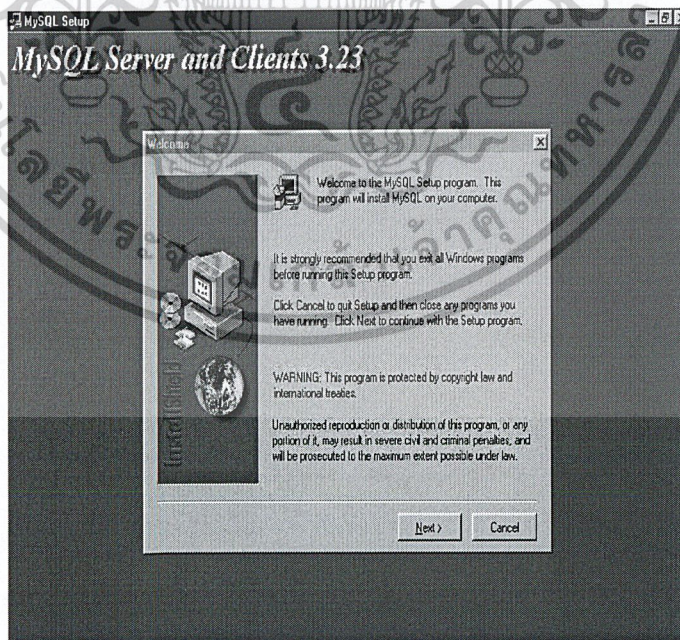 MySQL Setup
MySQL Server and Clients 3.23
Welcome
Welcome to the MySQL Setup program. This
program will install MySQL on your computer.
It is strongly recommended that you exit all Windows programs
before running this Setup program.
Click Cancel to quit Setup and then close any programs you
have running. Click Next to continue with the Setup program.
WARNING: This program is protected by copyright law and
international treaties.
Unauthorized reproduction or distribution of this program, or any
portion of it, may result in severe civil and criminal penalties, and
will be prosecuted to the maximum extent possible under law.
InstallShield
Next >
Cancel